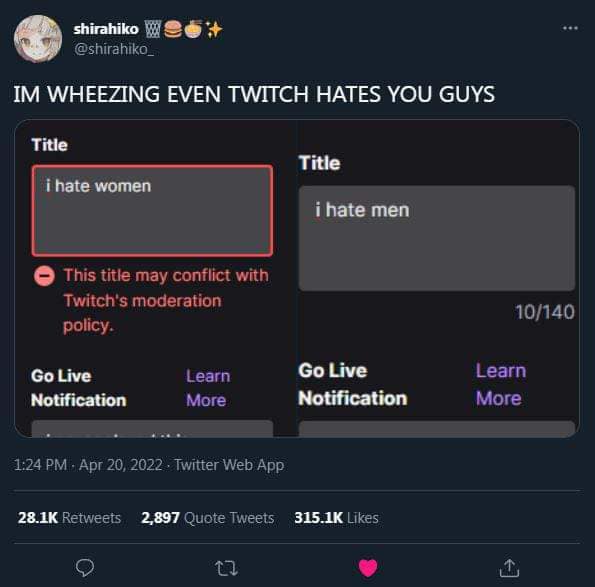 shirahiko 🗑️🍔🍜✨
@shirahiko_
IM WHEEZING EVEN TWITCH HATES YOU GUYS
Title
i hate women
This title may conflict with
Twitch's moderation
policy.
Go Live
Notification
Learn
More
Title
i hate men
10/140
Go Live
Notification
Learn
More
1:24 PM · Apr 20, 2022 · Twitter Web App
28.1K Retweets 2,897 Quote Tweets 315.1K Likes